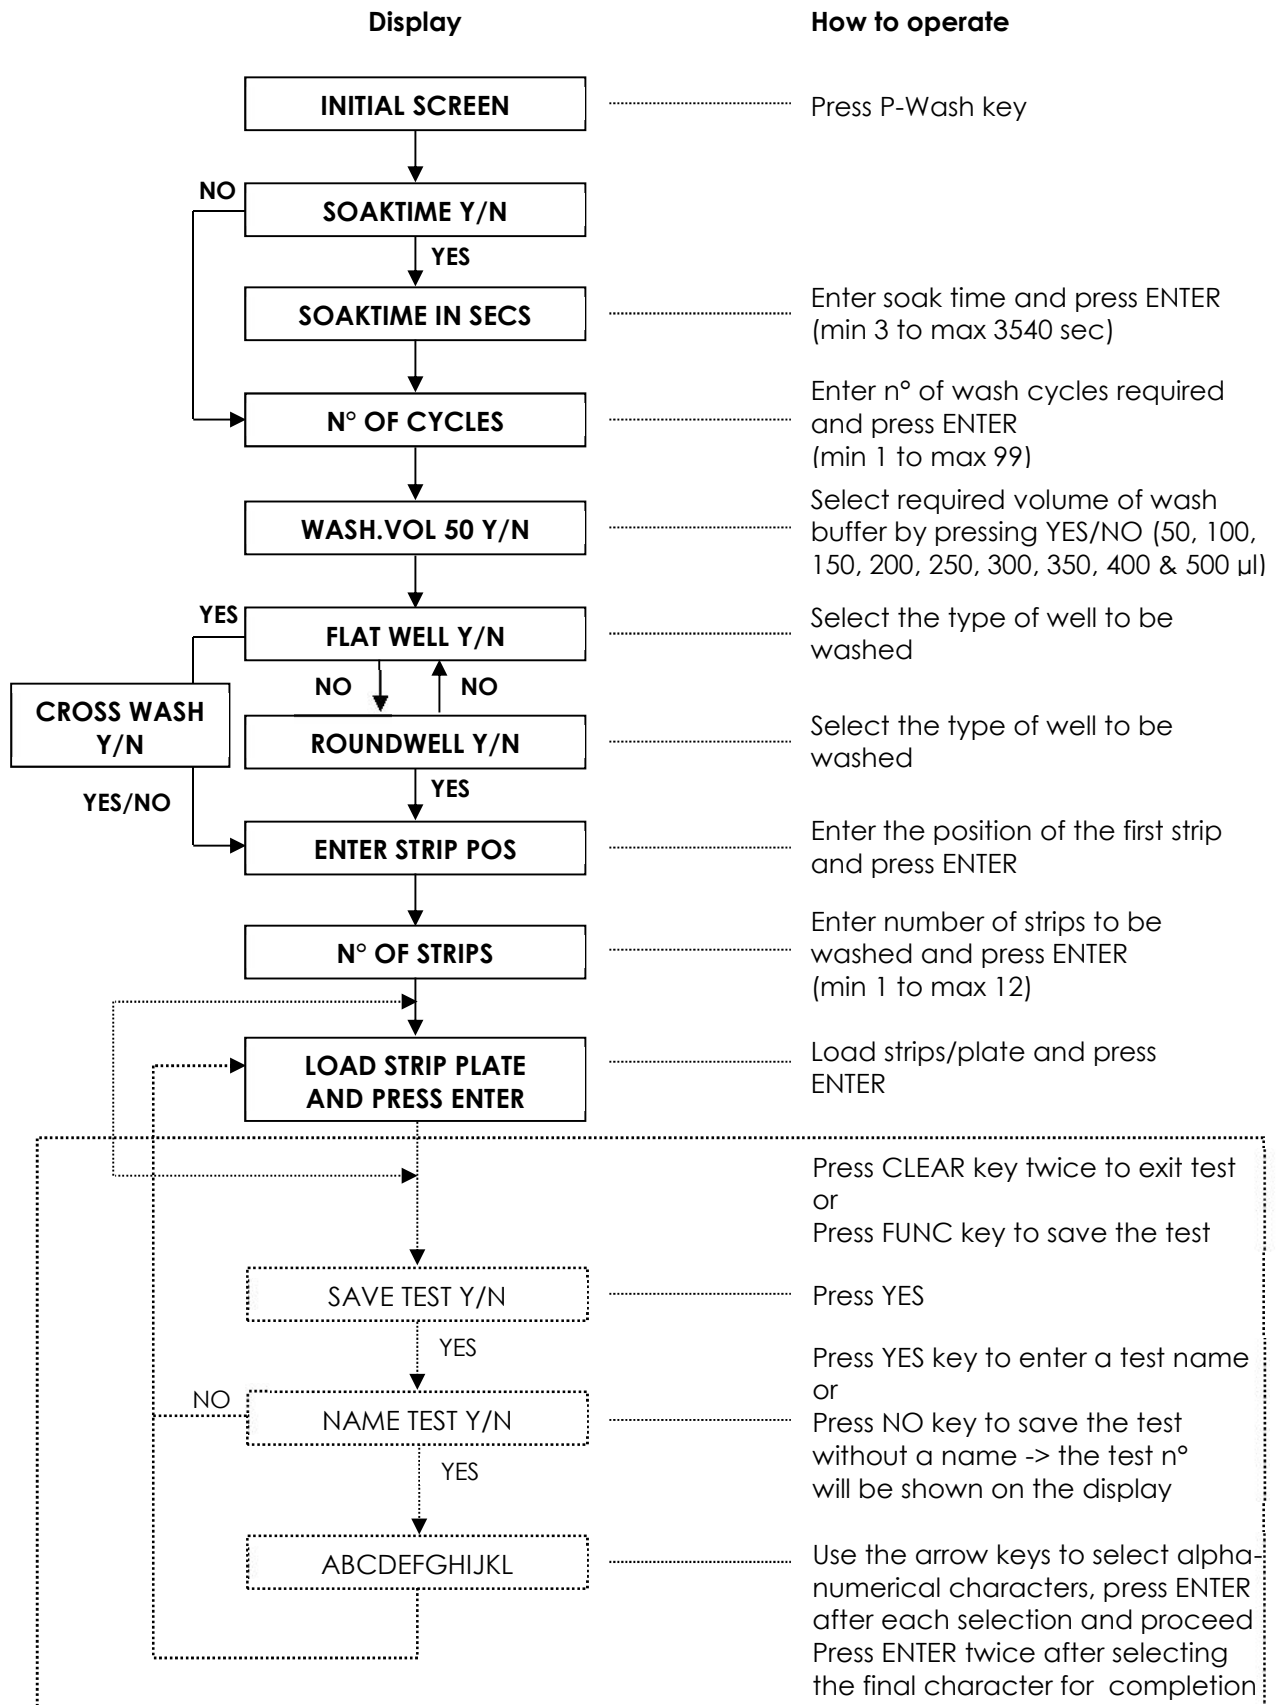 Display
How to operate
INITIAL SCREEN
Press P-Wash key
NO
SOAKTIME Y/N
YES
SOAKTIME IN SECS
Enter soak time and press ENTER
(min 3 to max 3540 sec)
N° OF CYCLES
Enter n° of wash cycles required
and press ENTER
(min 1 to max 99)
WASH.VOL 50 Y/N
Select required volume of wash
buffer by pressing YES/NO (50, 100,
150, 200, 250, 300, 350, 400 & 500 µl)
YES
FLAT WELL Y/N
Select the type of well to be
washed
NO
NO
CROSS WASH
Y/N
ROUNDWELL Y/N
Select the type of well to be
washed
YES
YES/NO
ENTER STRIP POS
Enter the position of the first strip
and press ENTER
N° OF STRIPS
Enter number of strips to be
washed and press ENTER
(min 1 to max 12)
LOAD STRIP PLATE
AND PRESS ENTER
Load strips/plate and press
ENTER
Press CLEAR key twice to exit test
or
Press FUNC key to save the test
SAVE TEST Y/N
Press YES
YES
NO
NAME TEST Y/N
Press YES key to enter a test name
or
Press NO key to save the test
without a name -> the test n°
will be shown on the display
YES
ABCDEFGHIJKL
Use the arrow keys to select alpha-
numerical characters, press ENTER
after each selection and proceed
Press ENTER twice after selecting
the final character for completion